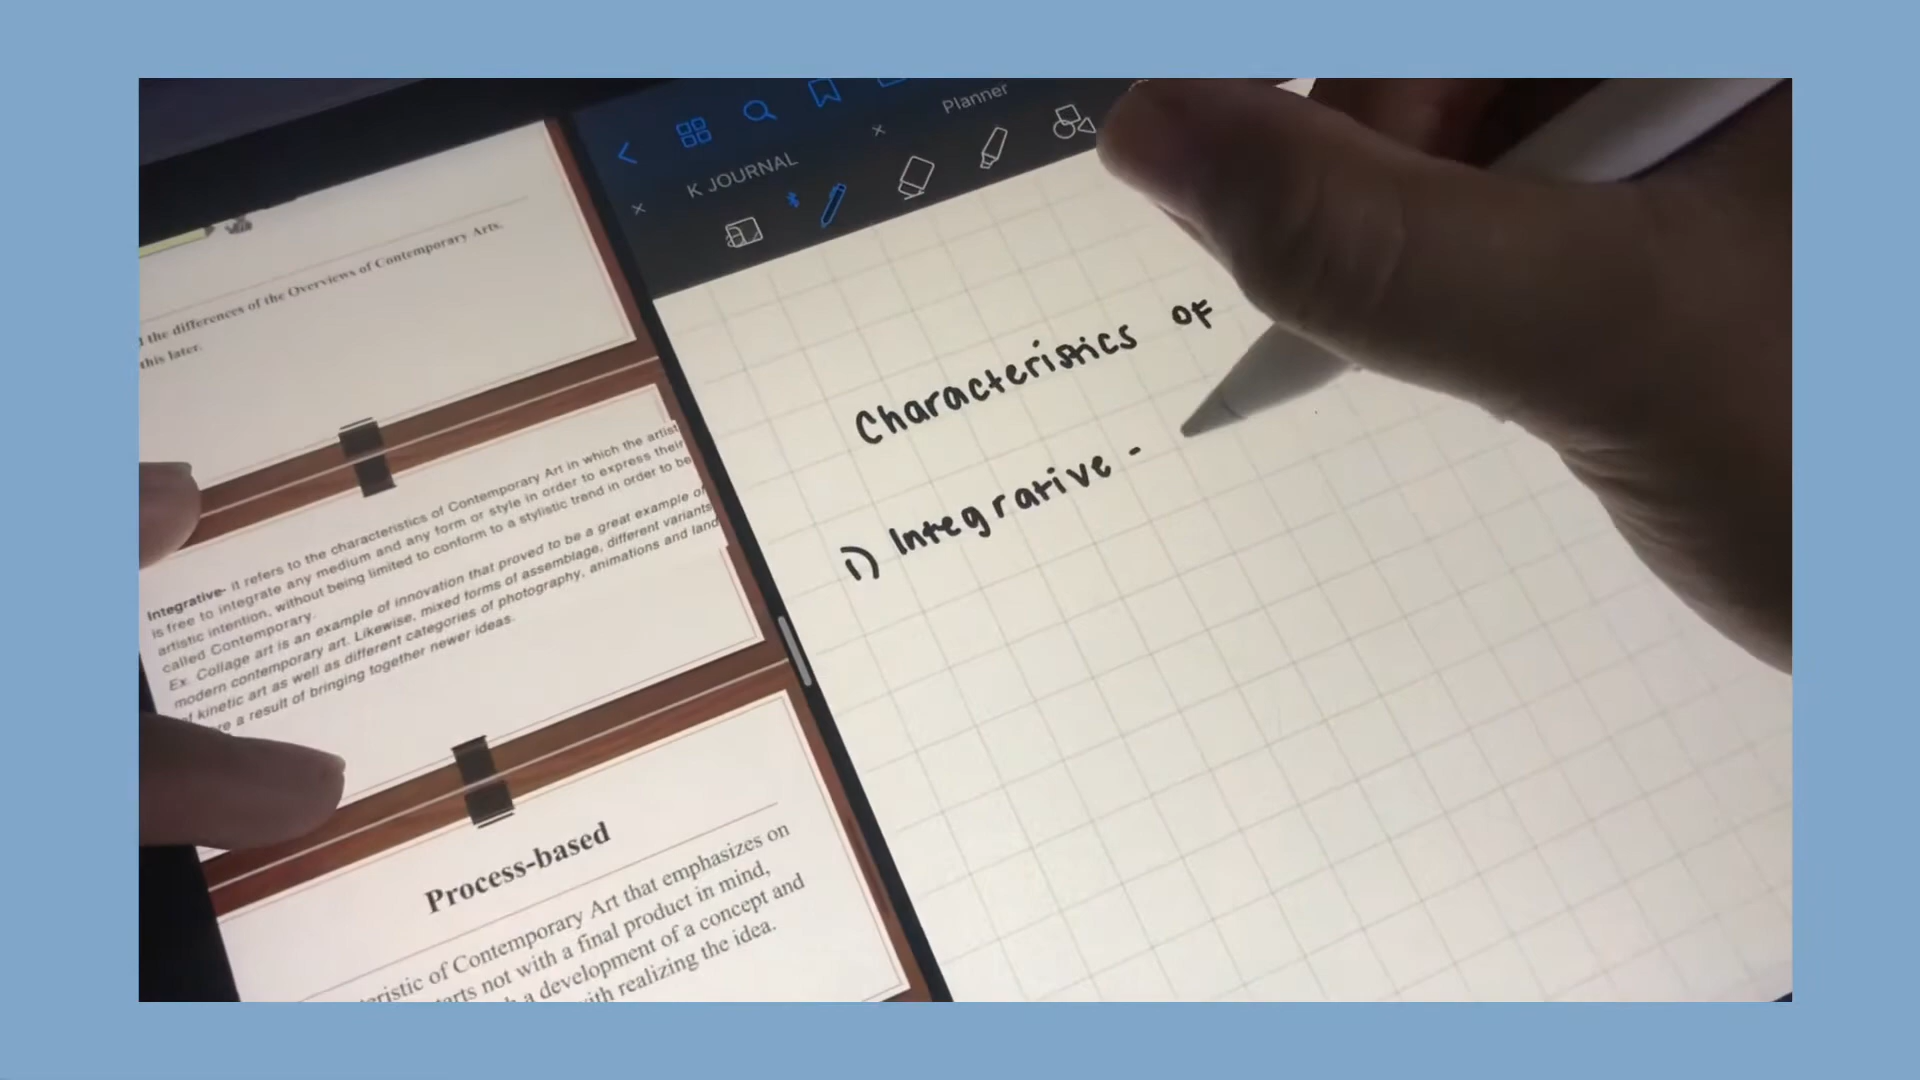 the differences of the Overviews of Contemporary Arts.
this later.
Integrative- it refers to the characteristics of Contemporary Art in which the artist
is free to integrate any medium and any form or style in order to express their
artistic intention, without being limited to conform to a stylistic trend in order to be
called Contemporary.
Ex. Collage art is an example of innovation that proved to be a great example of
modern contemporary art. Likewise, mixed forms of assemblage, different variants
of kinetic art as well as different categories of photography, animations and land
a result of bringing together newer ideas.
Process-based
of Contemporary Art that emphasizes on
not with a final product in mind,
a development of a concept and
realizing the idea.
Planner
K JOURNAL
Characteristics of
1) Integrative -